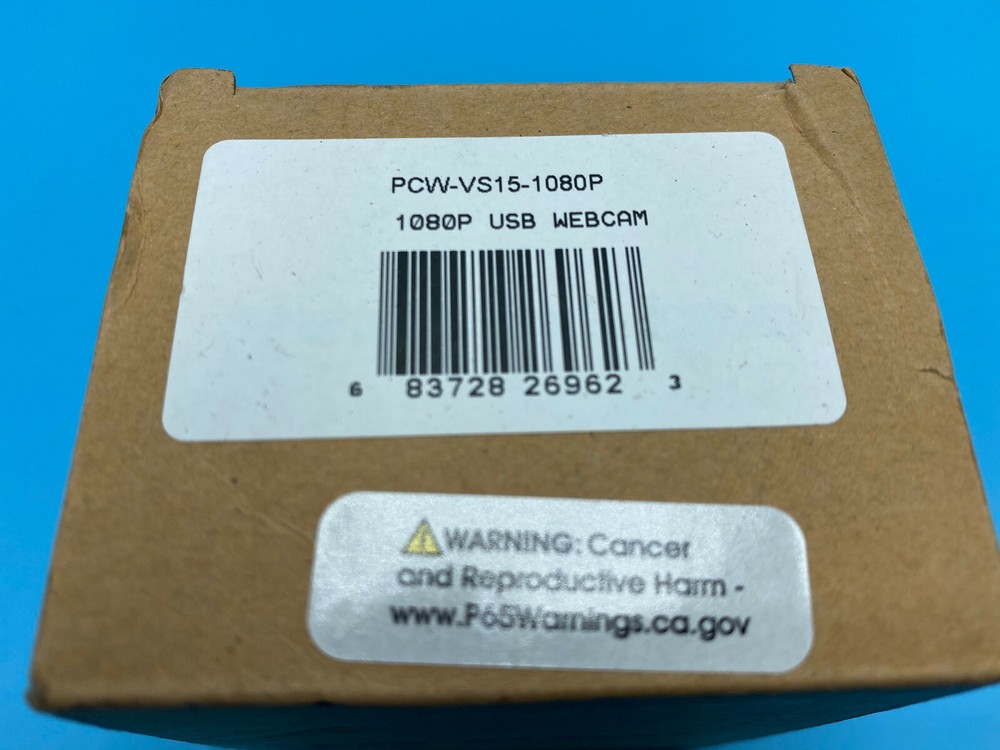 PCW-VS15-1080P
1080P USB WEBCAM
6 83728 26962 3
WARNING: Cancer
and Reproductive Harm -
www.P65Warnings.ca.gov